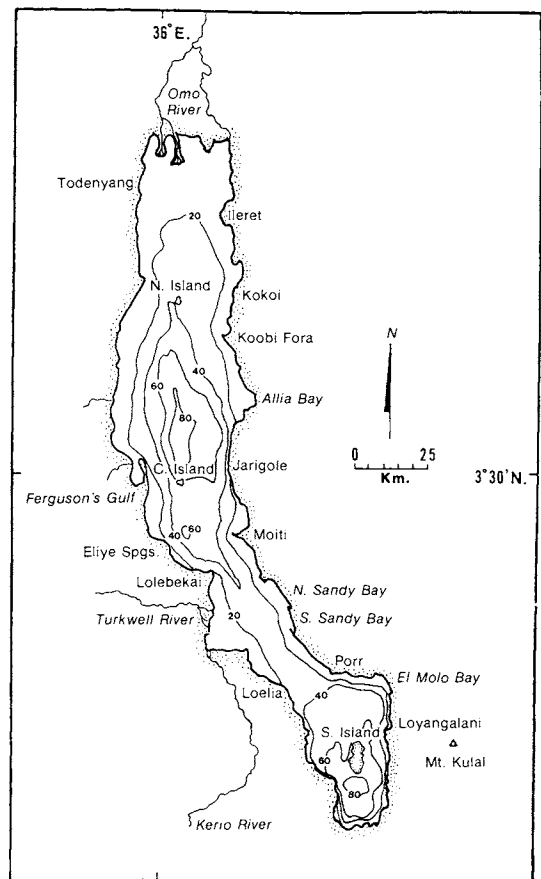 36° E.
Omo
River
Todenyang
Ileret
20
N. Island
Kokoi
Koobi Fora
40
60
Allia Bay
80
N
0 25
Km.
C. Island
Jarigole
3°30'N.
Ferguson's Gulf
60
40
Moiti
Eliye Spgs.
Lolebekai
N. Sandy Bay
20
S. Sandy Bay
Turkwell River
Porr
El Molo Bay
Loelia
40
Loyangalani
S. Island
60
Mt. Kulal
80
Kerio River